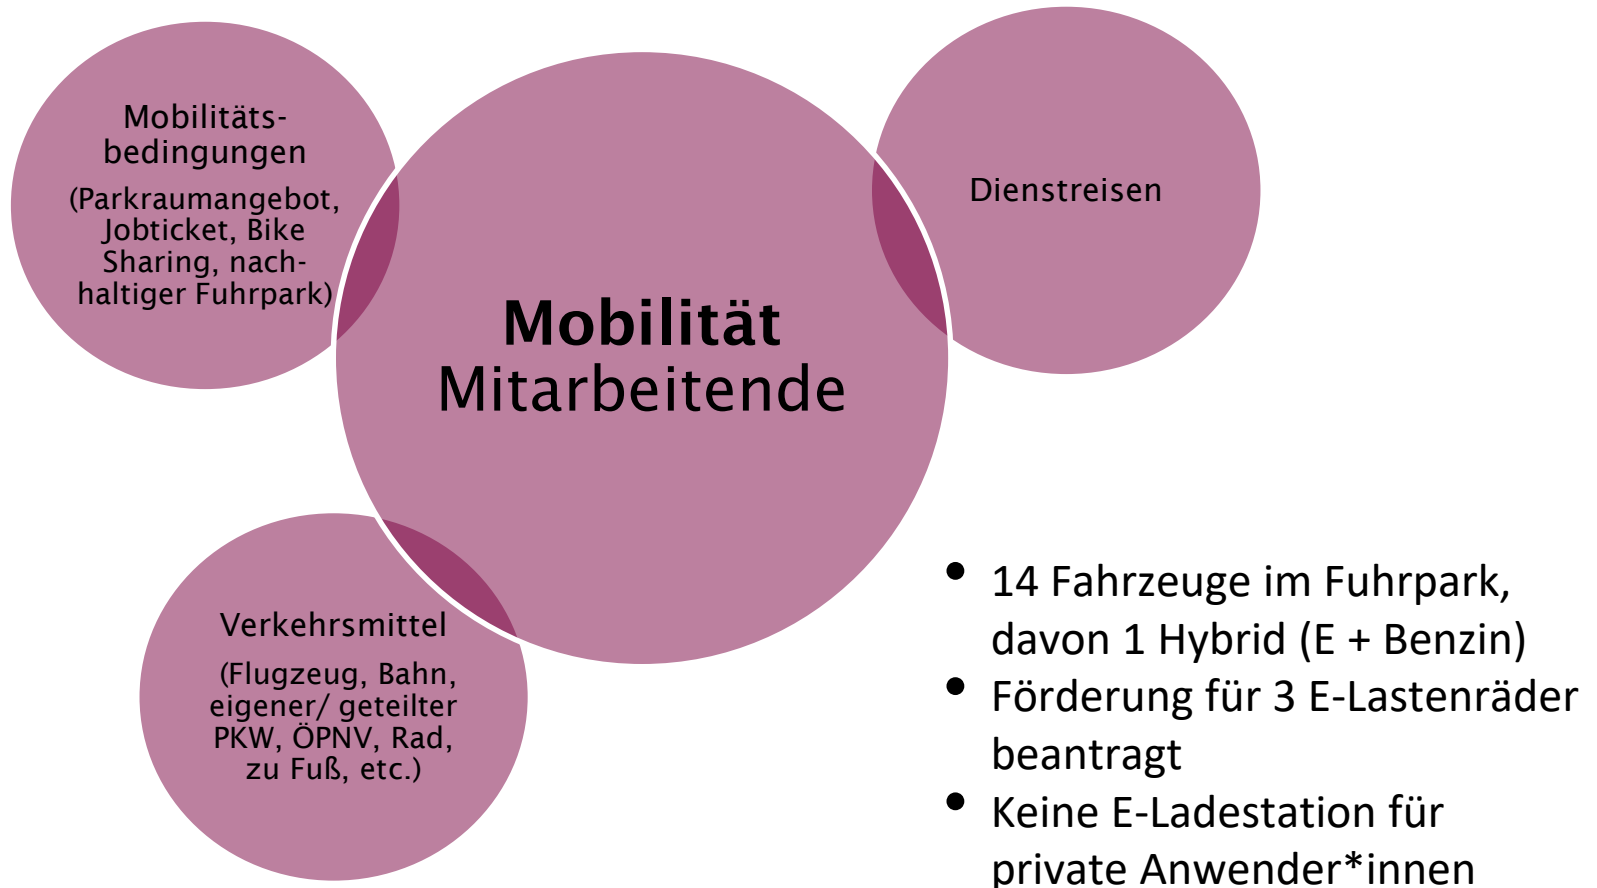 Mobilitäts-
bedingungen
(Parkraumangebot,
Jobticket, Bike
Sharing, nach-
haltiger Fuhrpark)
Dienstreisen
Mobilität
Mitarbeitende
Verkehrsmittel
(Flugzeug, Bahn,
eigener/ geteilter
PKW, ÖPNV, Rad,
zu Fuß, etc.)
• 14 Fahrzeuge im Fuhrpark,
davon 1 Hybrid (E + Benzin)
• Förderung für 3 E-Lastenräder
beantragt
• Keine E-Ladestation für
private Anwender*innen